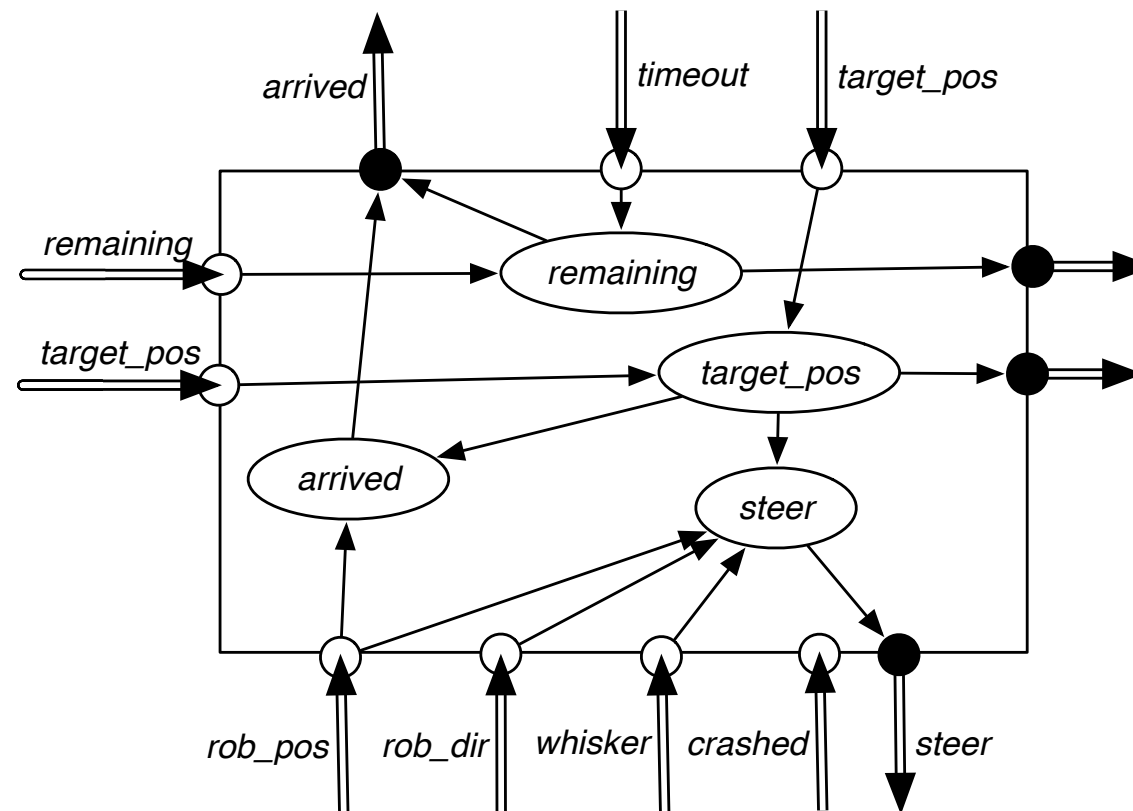 timeout
target_pos
arrived
remaining
remaining
target_pos
target_pos
arrived
steer
rob_pos
rob_dir
whisker
crashed
steer